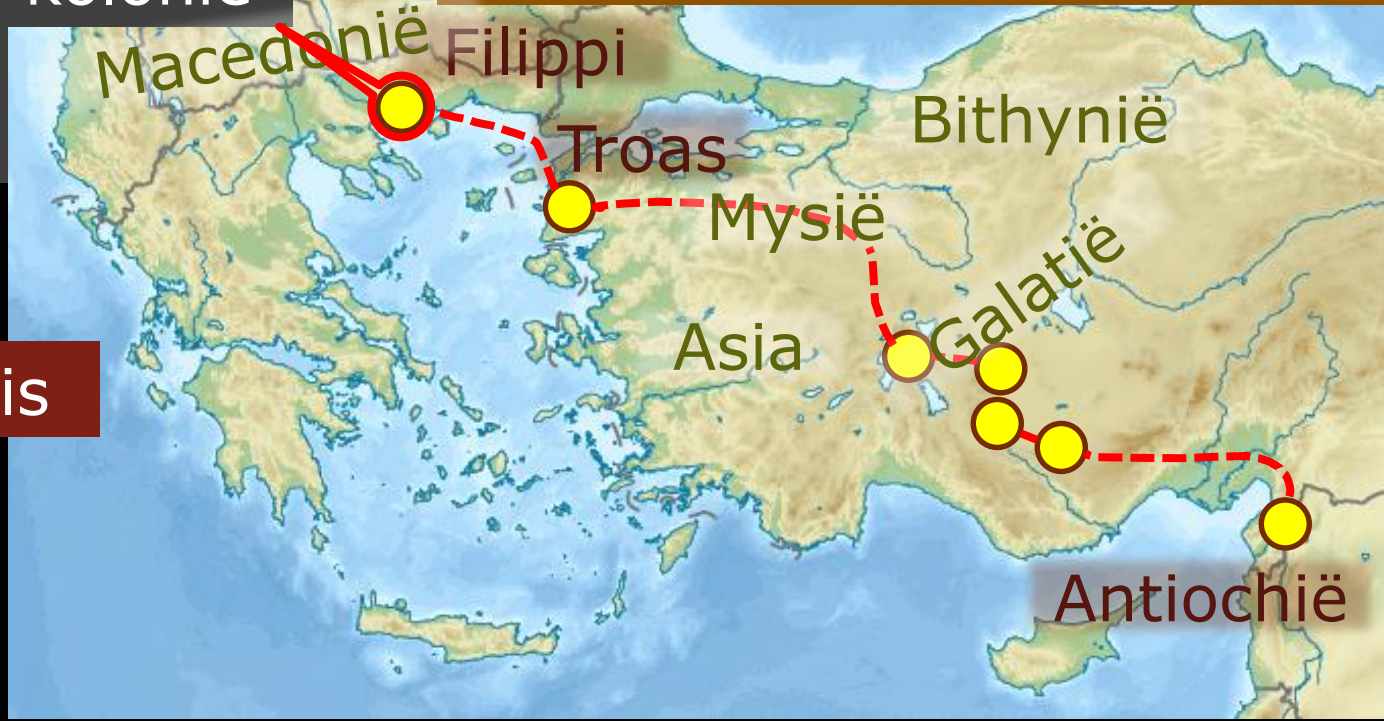 Macedonië
Filippi
Bithynië
Troas
Mysië
Galatië
Asia
is
Antiochië